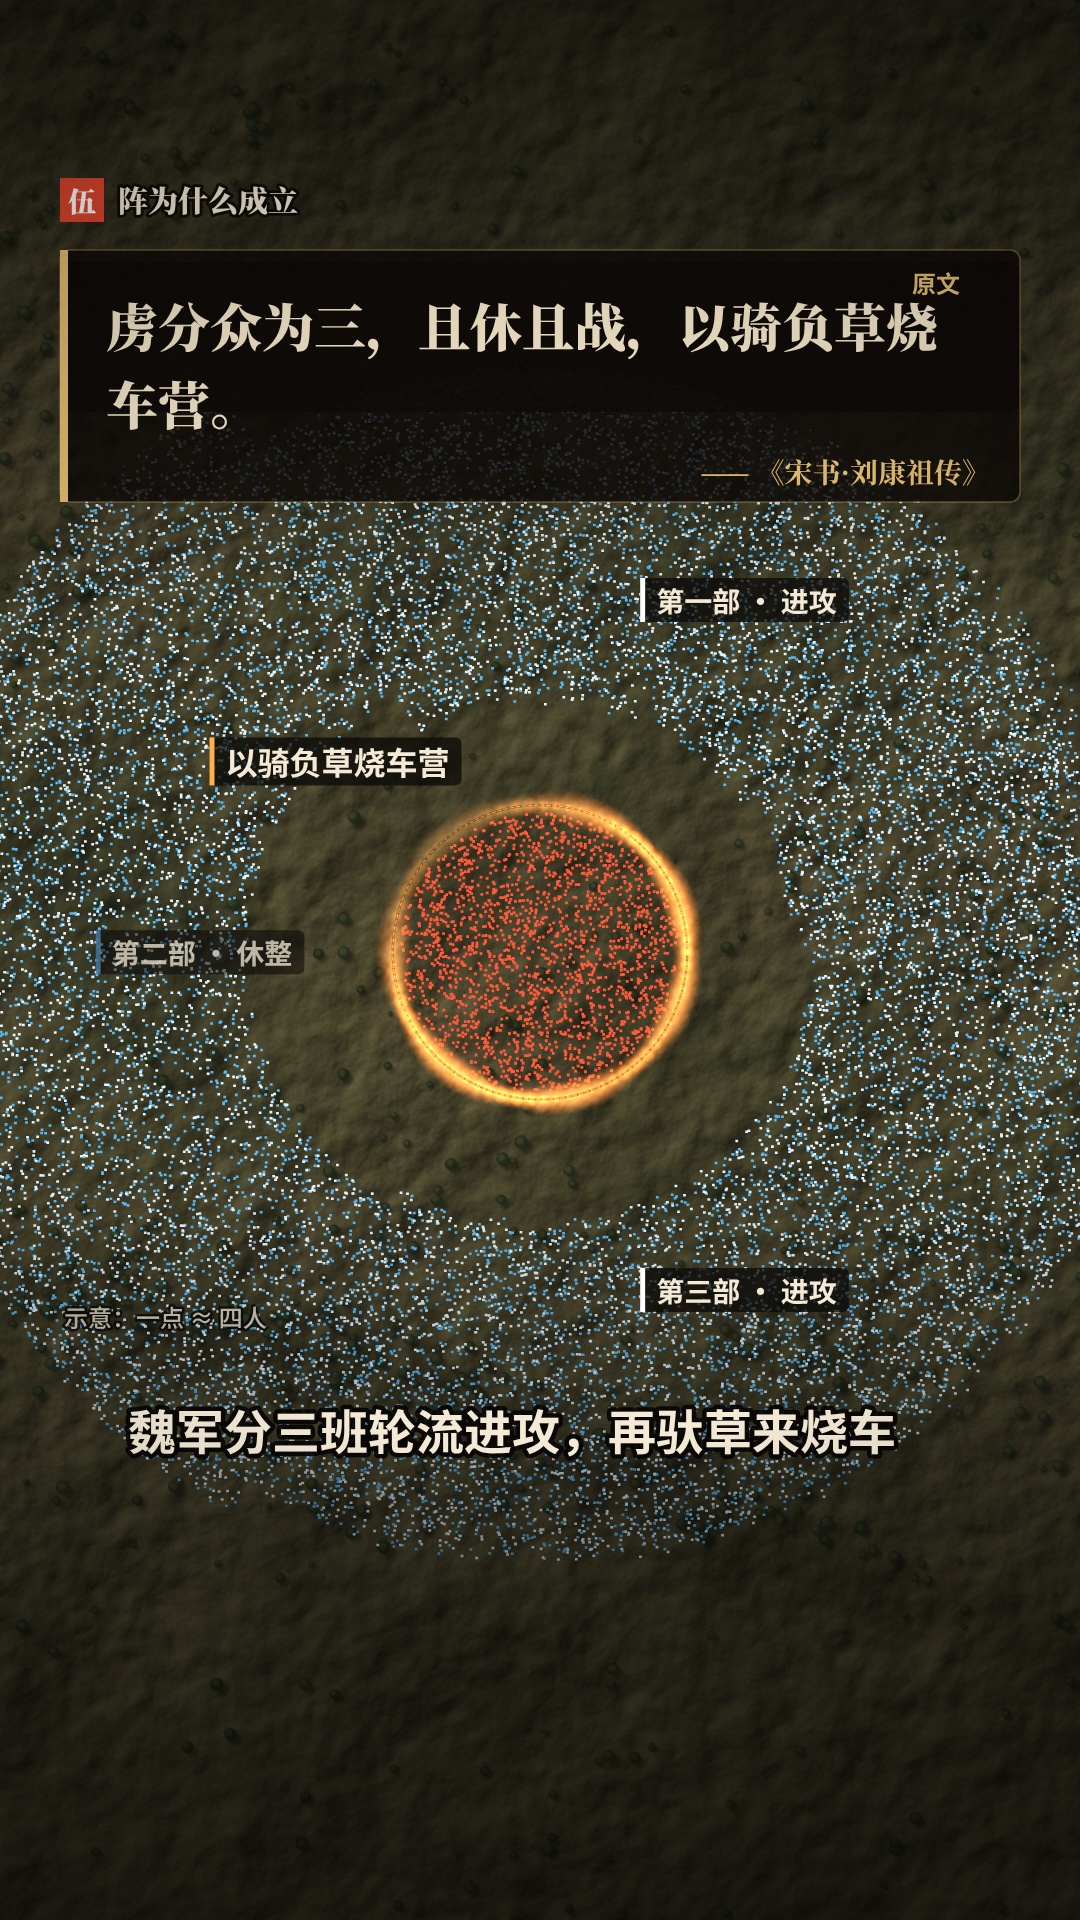 伍 阵为什么成立
原文
虏分众为三，且休且战，以骑负草烧
车营。
—— 《宋书·刘康祖传》
第一部 · 进攻
以骑负草烧车营
第二部 · 休整
第三部 · 进攻
示意：一点 ≈ 四人
魏军分三班轮流进攻，再驮草来烧车